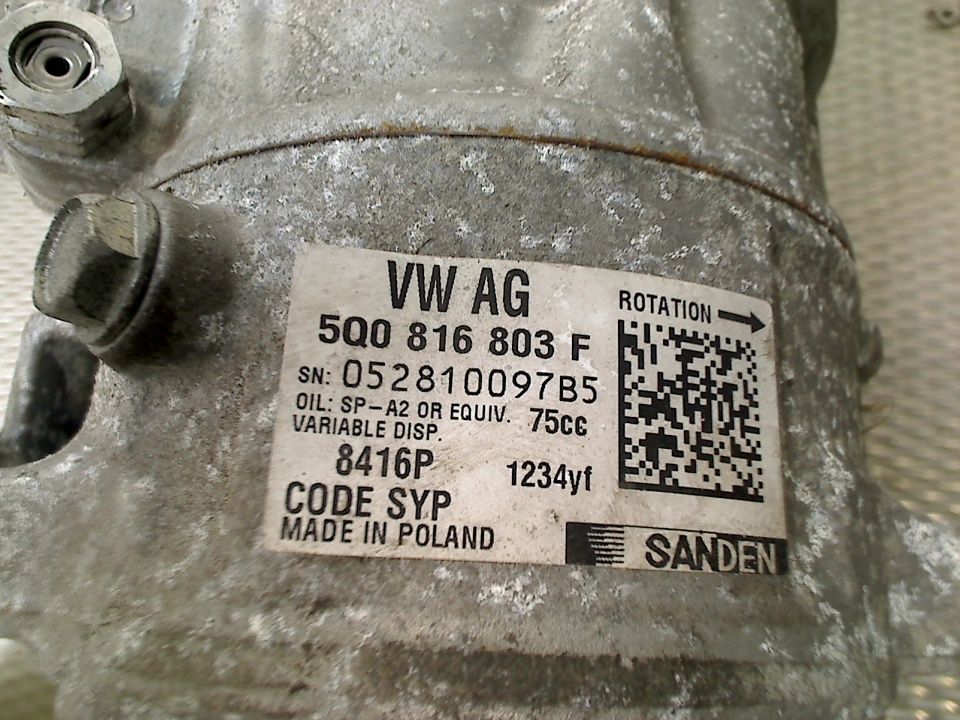 VW AG
ROTATION
5Q0 816 803 F
SN: 052810097B5
OIL: SP-A2 OR EQUIV. 75cc
VARIABLE DISP.
8416P 1234yf
CODE SYP
MADE IN POLAND
SANDEN